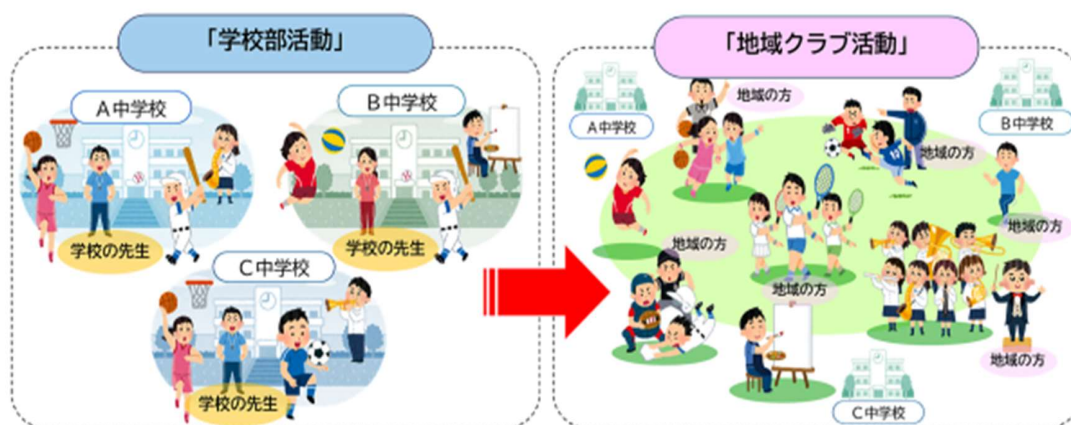 「学校部活動」
A中学校
B中学校
学校の先生
学校の先生
C中学校
学校の先生
「地域クラブ活動」
A中学校
地域の方
B中学校
地域の方
地域の方
地域の方
地域の方
地域の方
C中学校